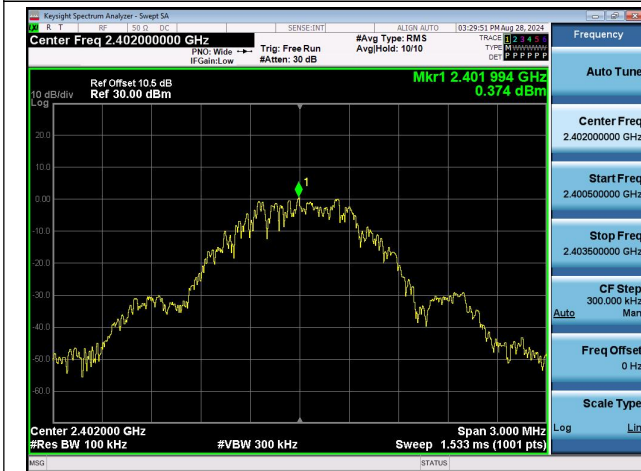 Keysight Spectrum Analyzer - Swept SA
R T RF 50 Ω DC SENSE:INT ALIGN AUTO 03:29:51 PM Aug 28, 2024
Center Freq 2.402000000 GHz
PNO: Wide
IFGain:Low
Trig: Free Run
#Atten: 30 dB
#Avg Type: RMS
Avg|Hold: 10/10
TRACE 1 2 3 4 5 6
TYPE M WWWWW
DET P P P P P P
Ref Offset 10.5 dB
Ref 30.00 dBm
Mkr1 2.401 994 GHz
0.374 dBm
10 dB/div
Log
20.0
10.0
0.00
-10.0
-20.0
-30.0
-40.0
-50.0
-60.0
1
Center 2.402000 GHz
#Res BW 100 kHz
#VBW 300 kHz
Span 3.000 MHz
Sweep 1.533 ms (1001 pts)
MSG
STATUS
Frequency
Auto Tune
Center Freq
2.402000000 GHz
Start Freq
2.400500000 GHz
Stop Freq
2.403500000 GHz
CF Step
300.000 kHz
Auto Man
Freq Offset
0 Hz
Scale Type
Log Lin